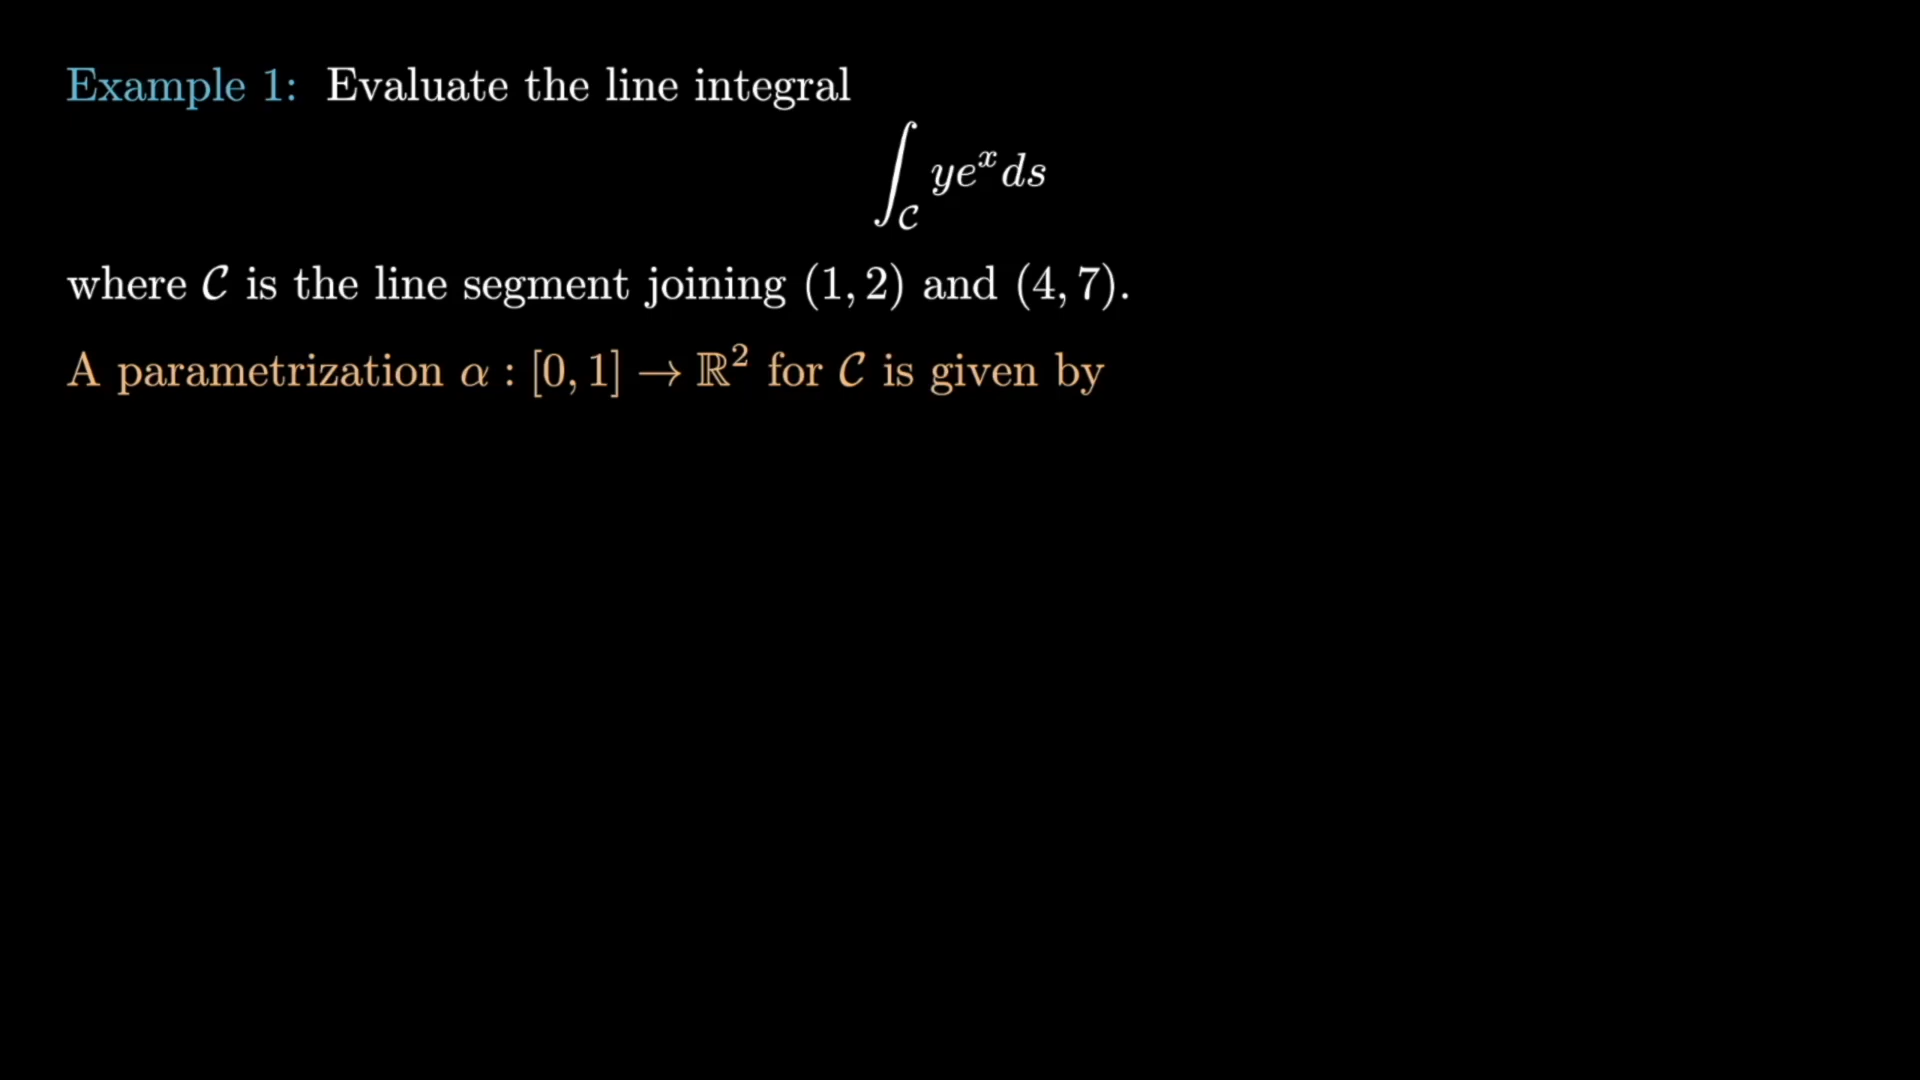 Example 1: Evaluate the line integral
∫_𝒞 ye^x ds
where 𝒞 is the line segment joining (1, 2) and (4, 7).
A parametrization α : [0, 1] → ℝ² for 𝒞 is given by